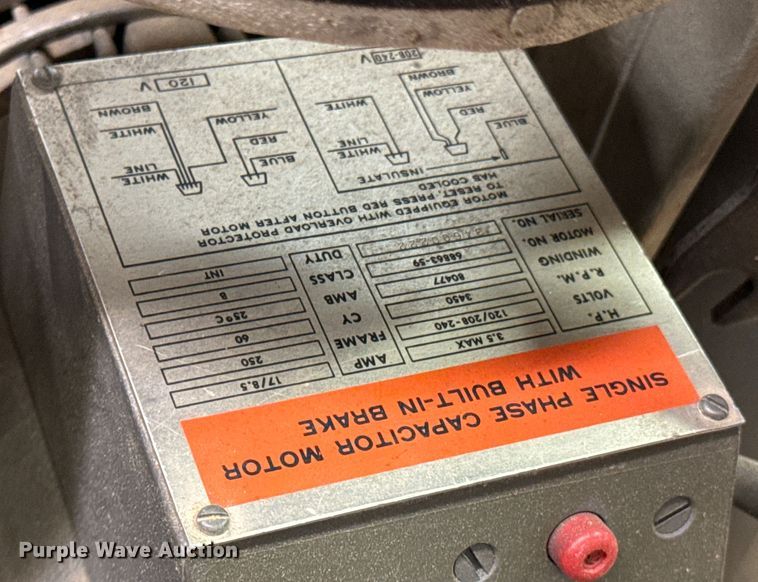 SINGLE PHASE CAPACITOR MOTOR
WITH BUILT-IN BRAKE
H.P. 3.5 MAX AMP 17/8.5
VOLTS 120/208-240 FRAME 250
R.P.M. 3450 CY 60
WINDING 80477 AMB 25°C
MOTOR NO. 68863-59 CLASS B
SERIAL NO. DUTY INT
MOTOR EQUIPPED WITH OVERLOAD PROTECTOR
TO RESET, PRESS RED BUTTON AFTER MOTOR
HAS COOLED
INSULATE
BLUE
RED
YELLOW
BROWN
WHITE
LINE
WHITE
208-240 V
BLUE
RED
YELLOW
WHITE
LINE
WHITE
BROWN
120 V
Purple Wave Auction